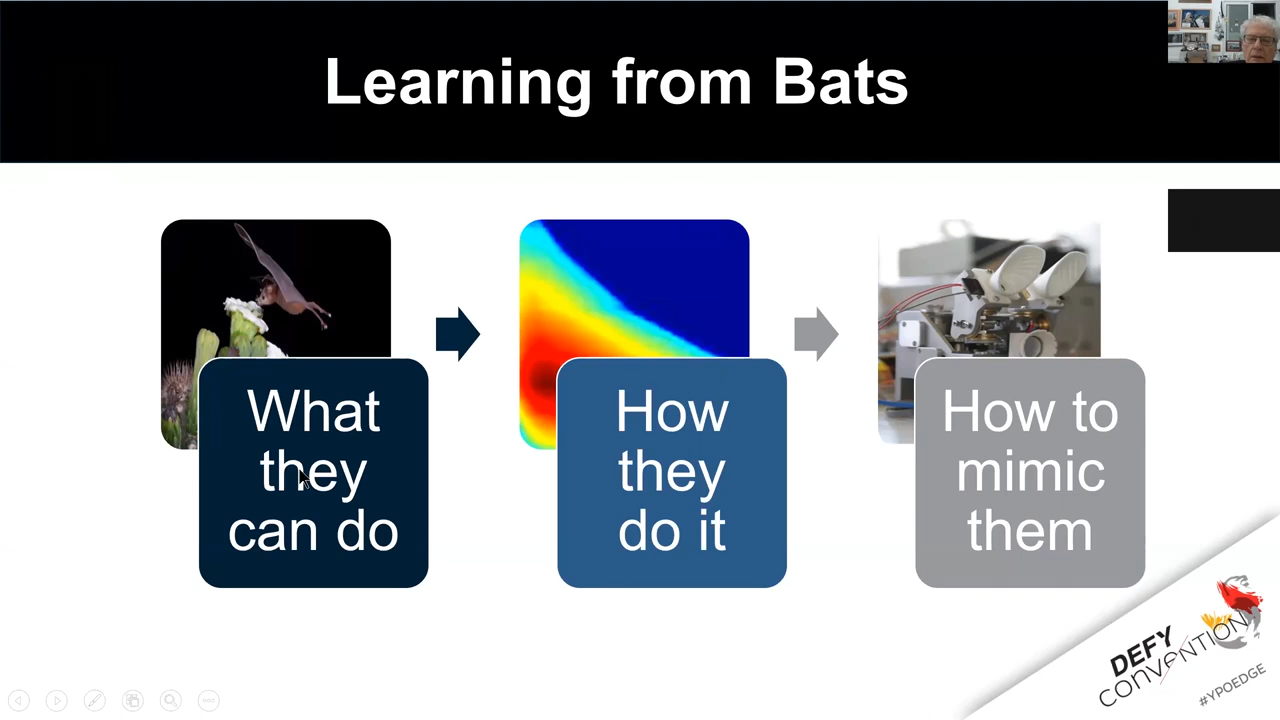 Learning from Bats
What
they
can do
How
they
do it
How to
mimic
them
DEFY
CONVENTION
#YPOEDGE